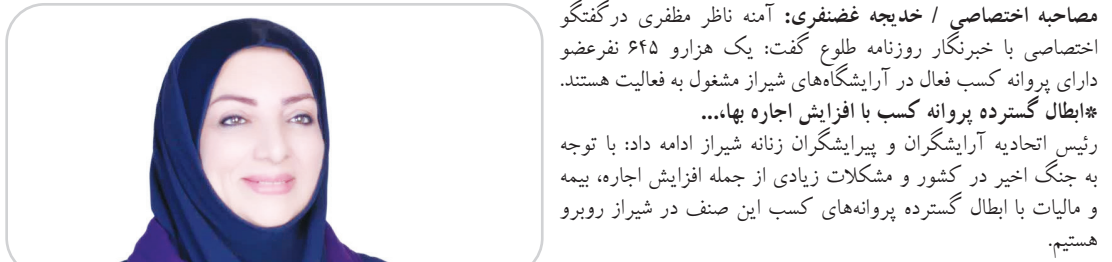 مصاحبه اختصاصی / خدیجه غضنفری: آمنه ناظر مظفری درگفتگو
اختصاصی با خبرنگار روزنامه طلوع گفت: یک هزارو ۶۴۵ نفرعضو
دارای پروانه کسب فعال در آرایشگاه‌های شیراز مشغول به فعالیت هستند.
*ابطال گسترده پروانه کسب با افزایش اجاره بها،...
رئیس اتحادیه آرایشگران و پیرایشگران زنانه شیراز ادامه داد: با توجه
به جنگ اخیر در کشور و مشکلات زیادی از جمله افزایش اجاره، بیمه
و مالیات با ابطال گسترده پروانه‌های کسب این صنف در شیراز روبرو
هستیم.